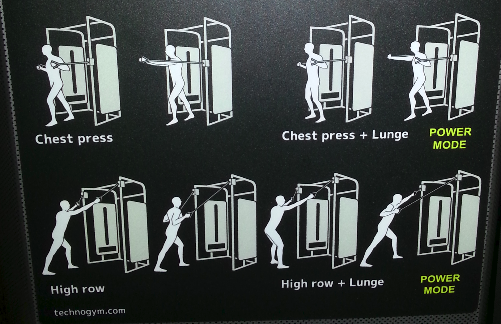 Chest press
Chest press + Lunge
POWER
MODE
High row
High row + Lunge
POWER
MODE
technogym.com